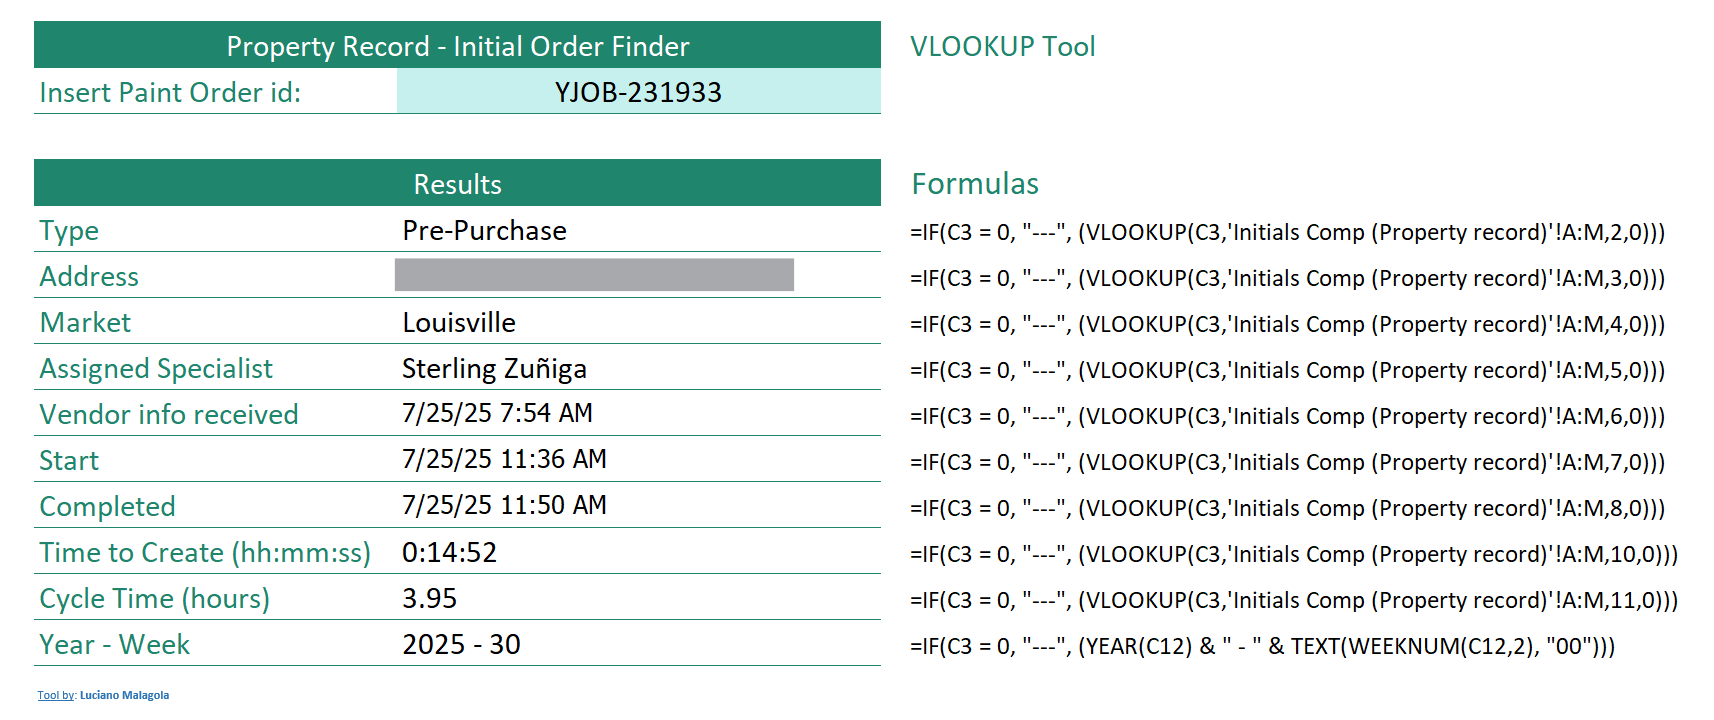 Property Record - Initial Order Finder VLOOKUP Tool
Insert Paint Order id: YJOB-231933
Results Formulas
Type Pre-Purchase =IF(C3 = 0, "---", (VLOOKUP(C3,'Initials Comp (Property record)'!A:M,2,0)))
Address =IF(C3 = 0, "---", (VLOOKUP(C3,'Initials Comp (Property record)'!A:M,3,0)))
Market Louisville =IF(C3 = 0, "---", (VLOOKUP(C3,'Initials Comp (Property record)'!A:M,4,0)))
Assigned Specialist Sterling Zuñiga =IF(C3 = 0, "---", (VLOOKUP(C3,'Initials Comp (Property record)'!A:M,5,0)))
Vendor info received 7/25/25 7:54 AM =IF(C3 = 0, "---", (VLOOKUP(C3,'Initials Comp (Property record)'!A:M,6,0)))
Start 7/25/25 11:36 AM =IF(C3 = 0, "---", (VLOOKUP(C3,'Initials Comp (Property record)'!A:M,7,0)))
Completed 7/25/25 11:50 AM =IF(C3 = 0, "---", (VLOOKUP(C3,'Initials Comp (Property record)'!A:M,8,0)))
Time to Create (hh:mm:ss) 0:14:52 =IF(C3 = 0, "---", (VLOOKUP(C3,'Initials Comp (Property record)'!A:M,10,0)))
Cycle Time (hours) 3.95 =IF(C3 = 0, "---", (VLOOKUP(C3,'Initials Comp (Property record)'!A:M,11,0)))
Year - Week 2025 - 30 =IF(C3 = 0, "---", (YEAR(C12) & " - " & TEXT(WEEKNUM(C12,2), "00")))
Tool by: Luciano Malagola